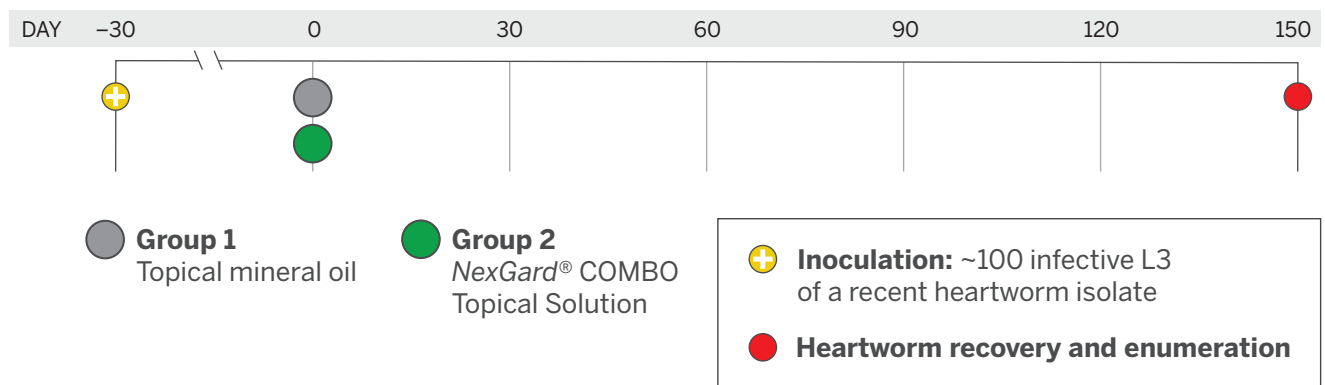 DAY –30 0 30 60 90 120 150
Group 1
Topical mineral oil
Group 2
NexGard® COMBO
Topical Solution
Inoculation: ~100 infective L3
of a recent heartworm isolate
Heartworm recovery and enumeration